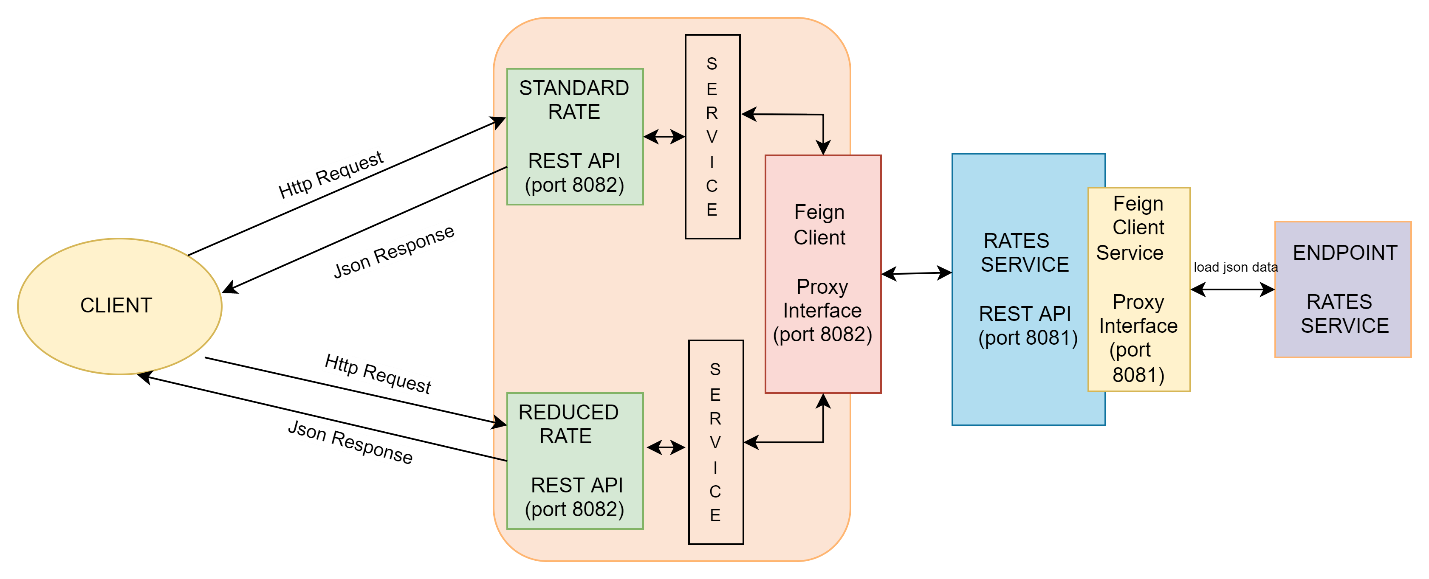 CLIENT
Http Request
Json Response
Http Request
Json Response
STANDARD
RATE
REST API
(port 8082)
S
E
R
V
I
C
E
REDUCED
RATE
REST API
(port 8082)
S
E
R
V
I
C
E
Feign
Client
Proxy
Interface
(port 8082)
RATES
SERVICE
REST API
(port 8081)
Feign
Client
Service
Proxy
Interface
(port
8081)
load json data
ENDPOINT
RATES
SERVICE